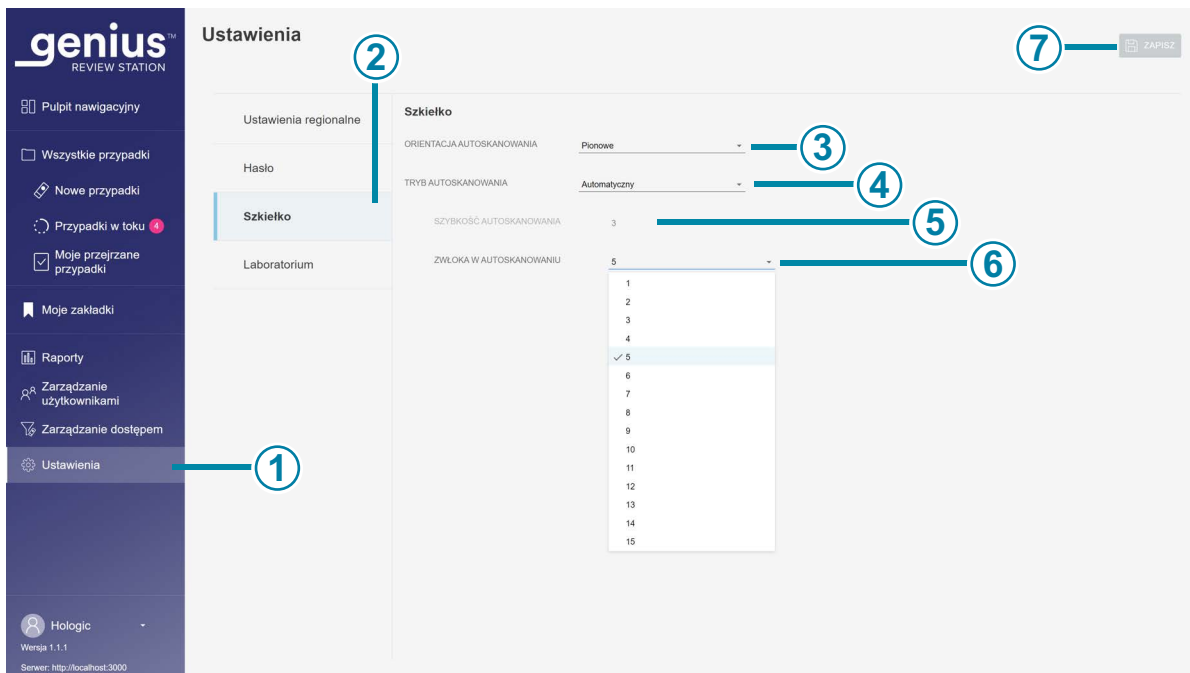 genius™
REVIEW STATION
Pulpit nawigacyjny
Wszystkie przypadki
Nowe przypadki
Przypadki w toku 4
Moje przejrzane
przypadki
Moje zakładki
Raporty
Zarządzanie
użytkownikami
Zarządzanie dostępem
Ustawienia
1
Hologic
Wersja 1.1.1
Serwer: http://localhost:3000
Ustawienia
2
7
ZAPISZ
Ustawienia regionalne
Hasło
Szkiełko
Laboratorium
Szkiełko
ORIENTACJA AUTOSKANOWANIA
Pionowe
3
TRYB AUTOSKANOWANIA
Automatyczny
4
SZYBKOŚĆ AUTOSKANOWANIA
3
5
ZWŁOKA W AUTOSKANOWANIU
5
6
1
2
3
4
5
6
7
8
9
10
11
12
13
14
15